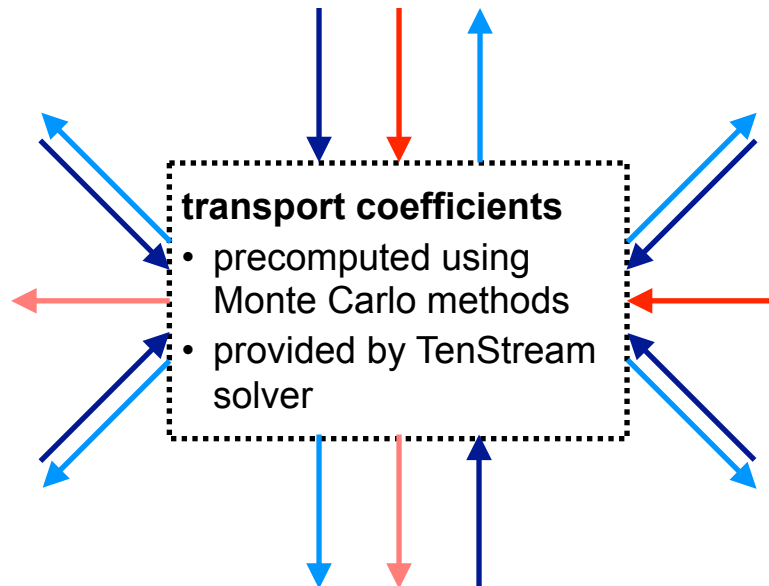 transport coefficients
• precomputed using
Monte Carlo methods
• provided by TenStream
solver